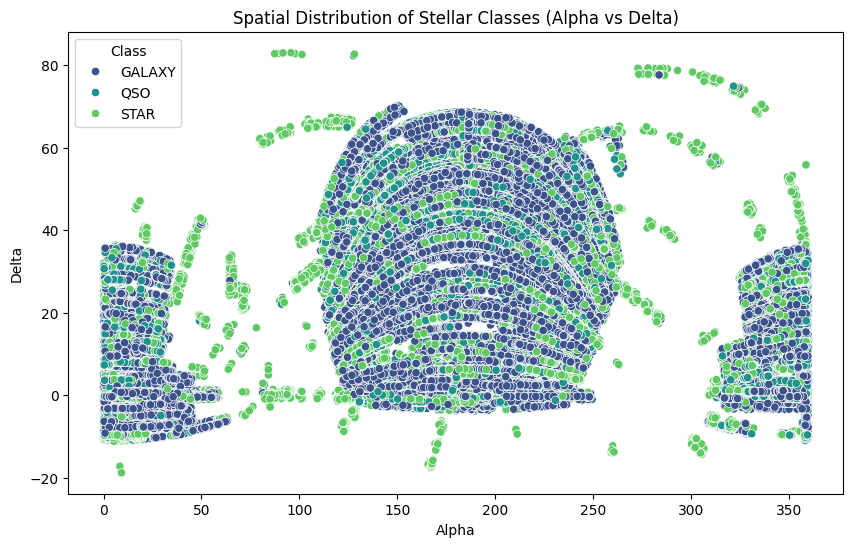 Spatial Distribution of Stellar Classes (Alpha vs Delta)
Class
GALAXY
QSO
STAR
Delta
80
60
40
20
0
−20
0 50 100 150 200 250 300 350
Alpha